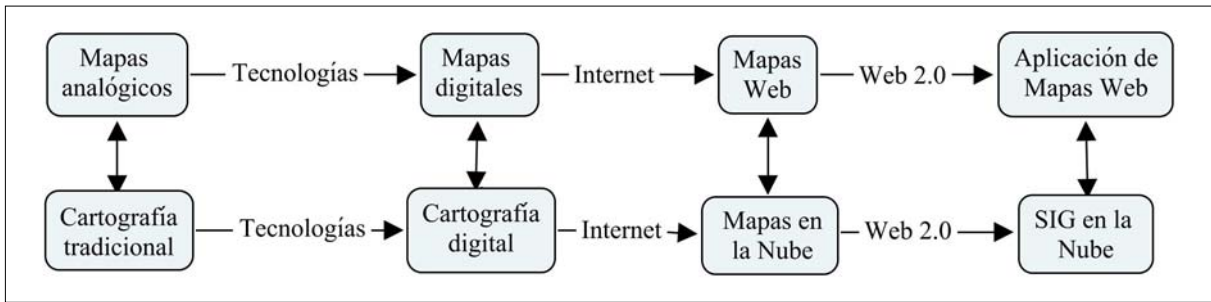 Mapas
analógicos
Tecnologías
Mapas
digitales
Internet
Mapas
Web
Web 2.0
Aplicación de
Mapas Web
Cartografía
tradicional
Tecnologías
Cartografía
digital
Internet
Mapas en
la Nube
Web 2.0
SIG en la
Nube